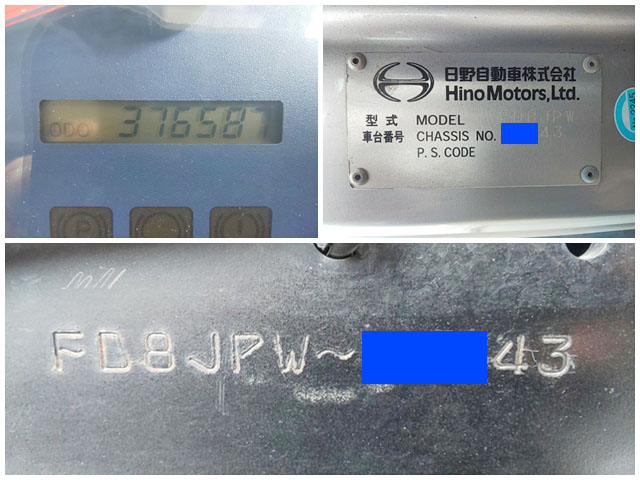 ODO 376587
日野自動車株式会社
Hino Motors, Ltd.
型式 MODEL FD8JPW
車台番号 CHASSIS NO. 43
P.S. CODE
FD8JPW~ 43